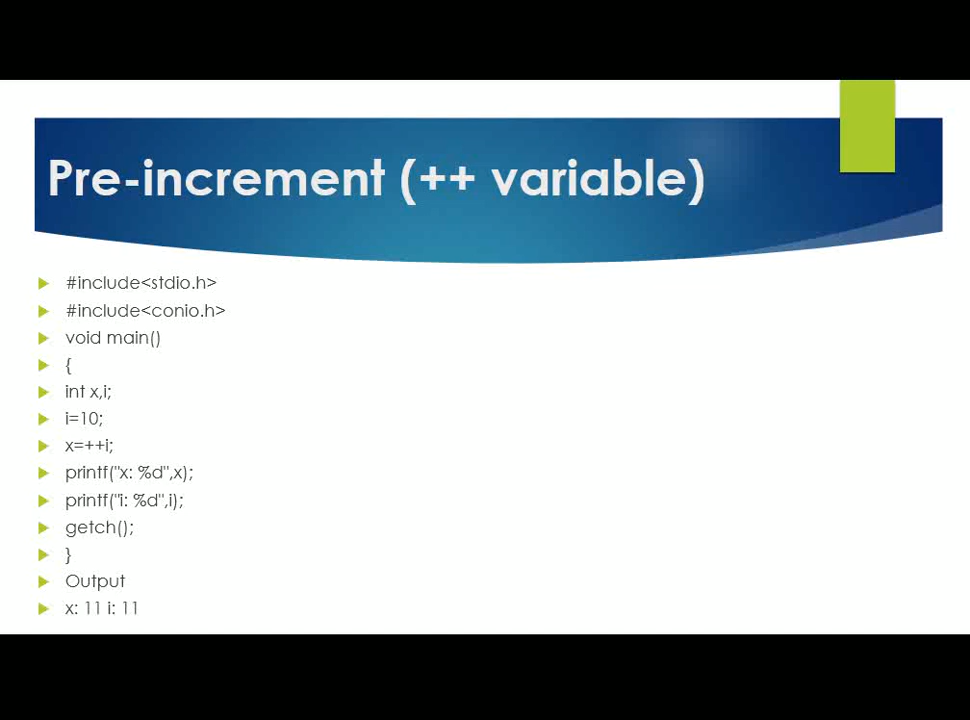 Pre-increment (++ variable)
#include<stdio.h>
#include<conio.h>
void main()
{
int x,i;
i=10;
x=++i;
printf("x: %d",x);
printf("i: %d",i);
getch();
}
Output
x: 11 i: 11